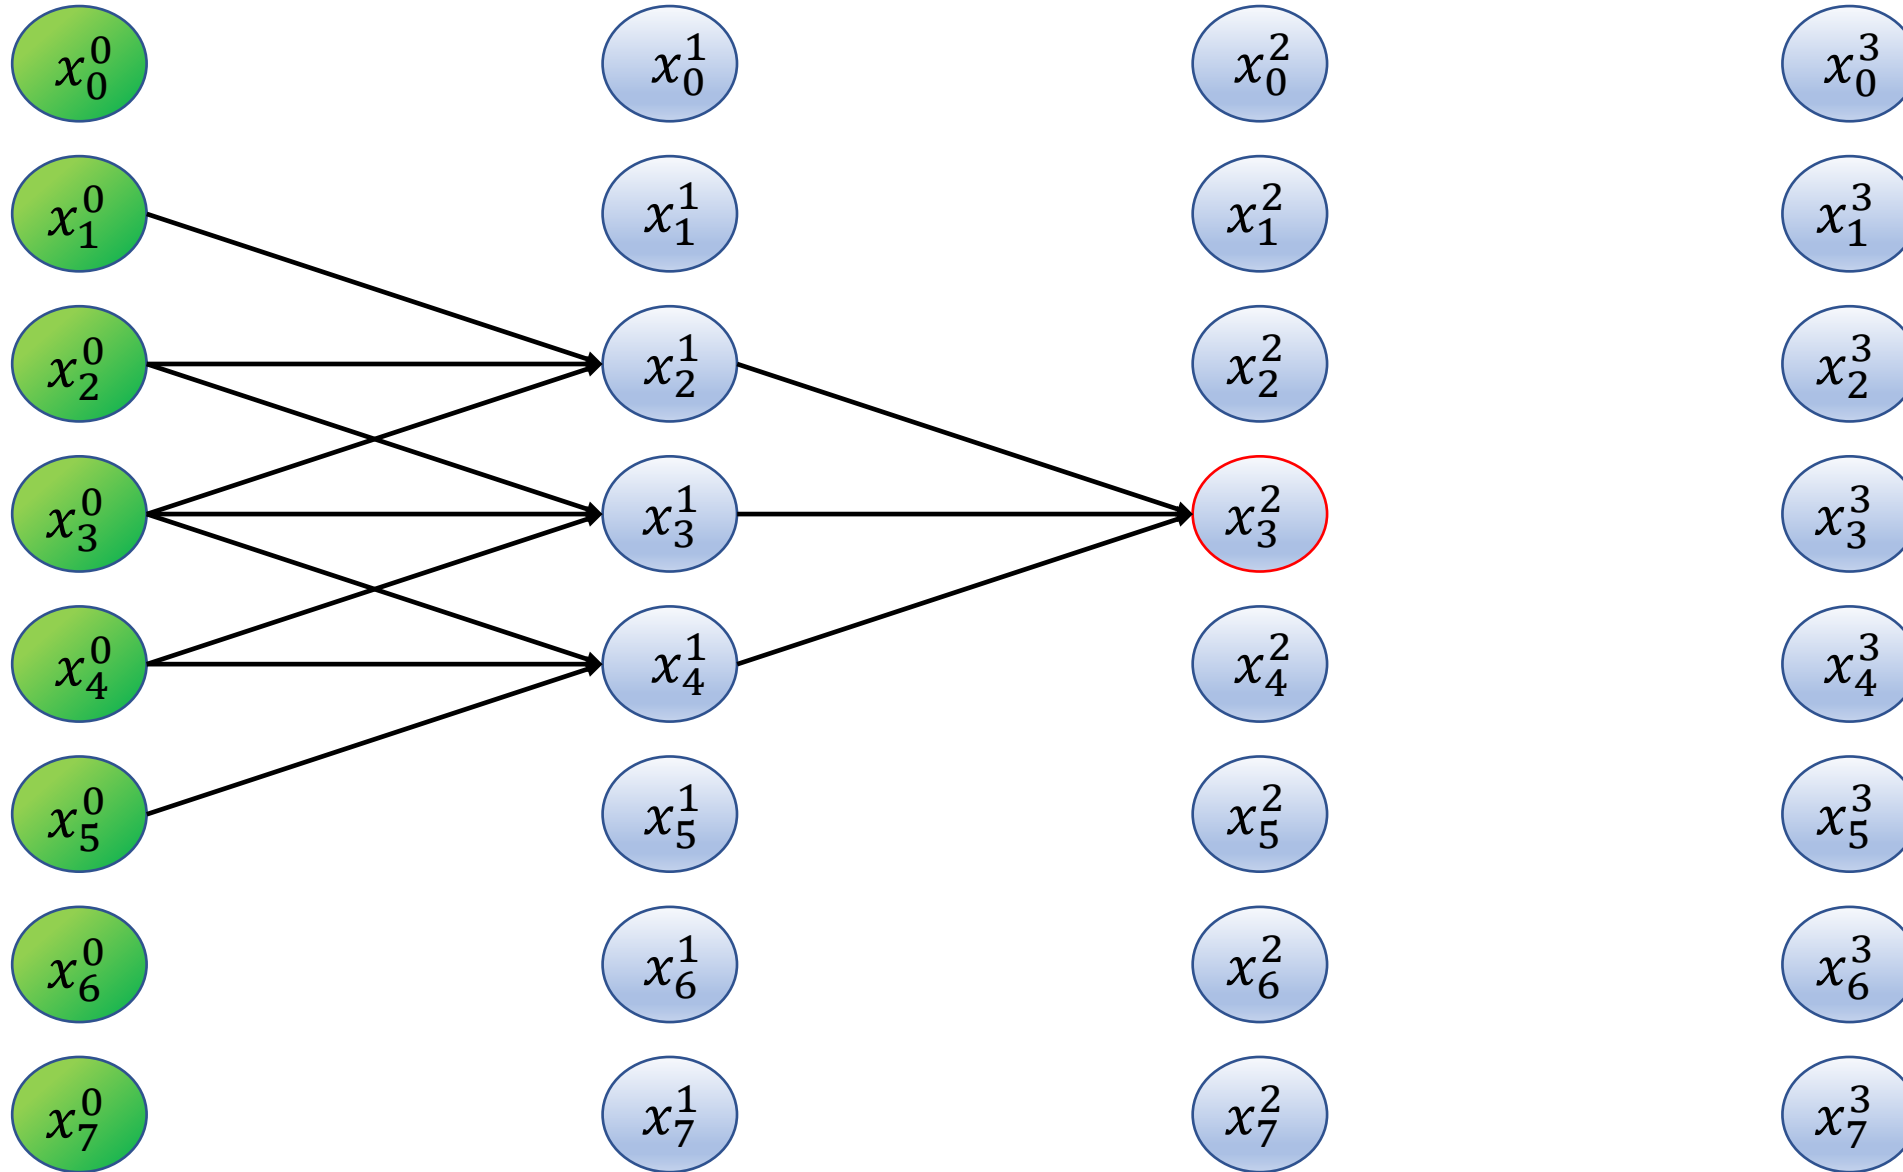 x_0^0 x_0^1 x_0^2 x_0^3
x_1^0 x_1^1 x_1^2 x_1^3
x_2^0 x_2^1 x_2^2 x_2^3
x_3^0 x_3^1 x_3^2 x_3^3
x_4^0 x_4^1 x_4^2 x_4^3
x_5^0 x_5^1 x_5^2 x_5^3
x_6^0 x_6^1 x_6^2 x_6^3
x_7^0 x_7^1 x_7^2 x_7^3